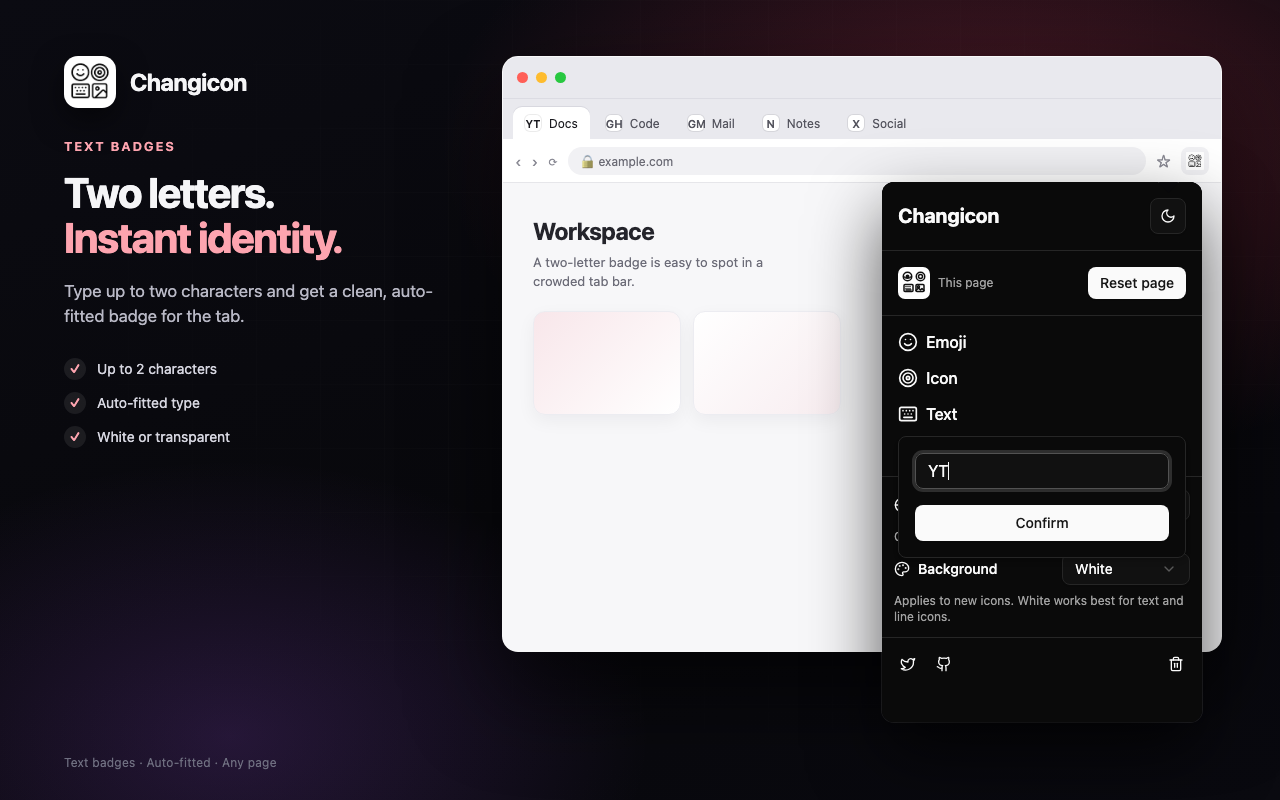 Changicon
TEXT BADGES
Two letters.
Instant identity.
Type up to two characters and get a clean, auto-
fitted badge for the tab.
Up to 2 characters
Auto-fitted type
White or transparent
Text badges · Auto-fitted · Any page
YT Docs
GH Code
GM Mail
N Notes
X Social
example.com
Workspace
A two-letter badge is easy to spot in a
crowded tab bar.
Changicon
This page
Reset page
Emoji
Icon
Text
YT
Confirm
Background
White
Applies to new icons. White works best for text and
line icons.